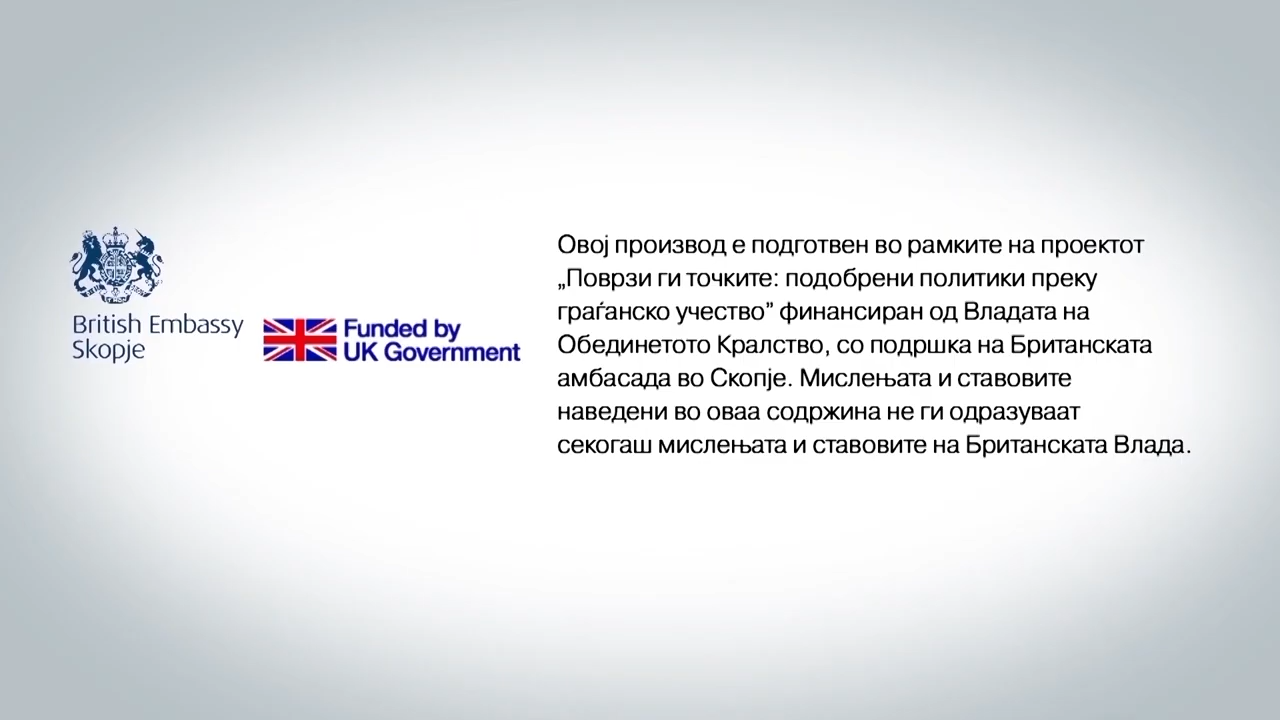 British Embassy
Skopje
Funded by
UK Government
Овој производ е подготвен во рамките на проектот
„Поврзи ги точките: подобрени политики преку
граѓанско учество” финансиран од Владата на
Обединетото Кралство, со подршка на Британската
амбасада во Скопје. Мислењата и ставовите
наведени во оваа содржина не ги одразуваат
секогаш мислењата и ставовите на Британската Влада.